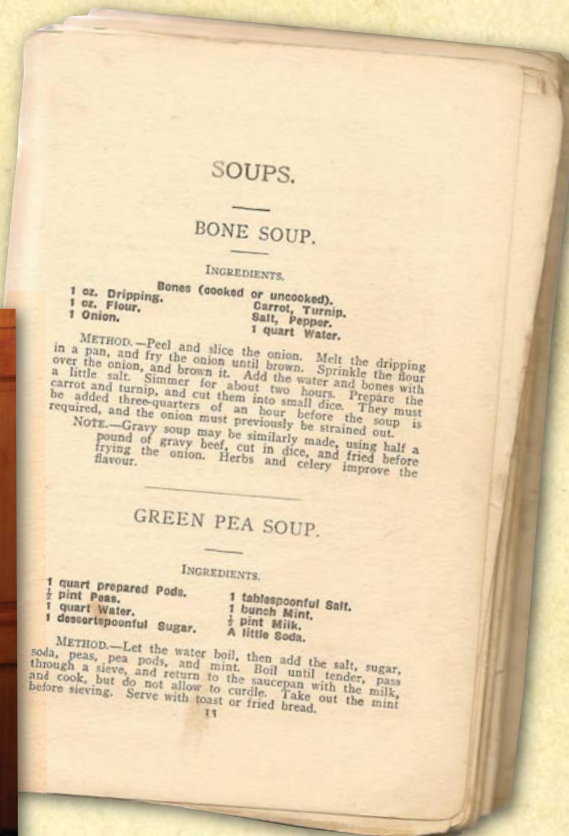 SOUPS.
BONE SOUP.
INGREDIENTS.
Bones (cooked or uncooked).
1 oz. Dripping.
1 oz. Flour.
1 Onion.
Carrot, Turnip.
Salt, Pepper.
1 quart Water.
METHOD.—Peel and slice the onion. Melt the dripping
in a pan, and fry the onion until brown. Sprinkle the flour
over the onion, and brown it. Add the water and bones with
a little salt. Simmer for about two hours. Prepare the
carrot and turnip, and cut them into small dice. They must
be added three-quarters of an hour before the soup is
required, and the onion must previously be strained out.
NOTE.—Gravy soup may be similarly made, using half a
pound of gravy beef, cut in dice, and fried before
frying the onion. Herbs and celery improve the
flavour.
GREEN PEA SOUP.
INGREDIENTS.
1 quart prepared Pods.
½ pint Peas.
1 quart Water.
1 dessertspoonful Sugar.
1 tablespoonful Salt.
1 bunch Mint.
½ pint Milk.
A little Soda.
METHOD.—Let the water boil, then add the salt, sugar,
soda, peas, pea pods, and mint. Boil until tender, pass
through a sieve, and return to the saucepan with the milk,
and cook, but do not allow to curdle. Take out the mint
before sieving. Serve with toast or fried bread.
13